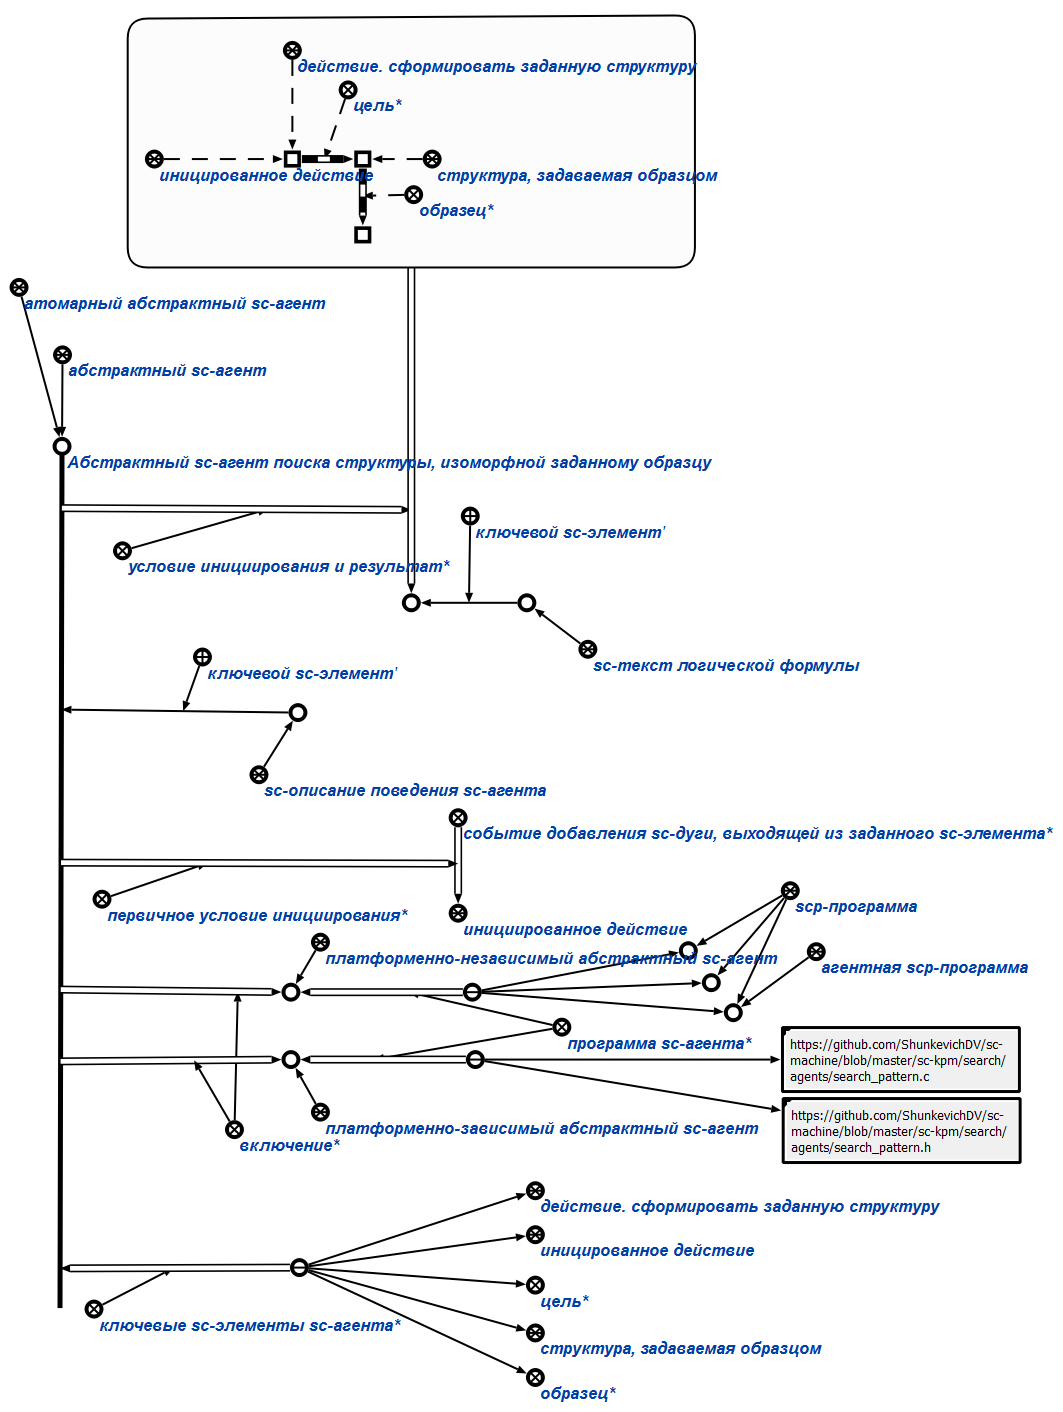 действие. сформировать заданную структуру
цель*
иницированное действие
структура, задаваемая образцом
образец*
атомарный абстрактный sc-агент
абстрактный sc-агент
Абстрактный sc-агент поиска структуры, изоморфной заданному образцу
ключевой sc-элемент'
условие инициирования и результат*
sc-текст логической формулы
ключевой sc-элемент'
sc-описание поведения sc-агента
событие добавления sc-дуги, выходящей из заданного sc-элемента*
scp-программа
первичное условие инициирования*
инициированное действие
платформенно-независимый абстрактный sc-агент
агентная scp-программа
программа sc-агента*
https://github.com/ShunkevichDV/sc-
machine/blob/master/sc-kpm/search/
agents/search_pattern.c
https://github.com/ShunkevichDV/sc-
machine/blob/master/sc-kpm/search/
agents/search_pattern.h
платформенно-зависимый абстрактный sc-агент
включение*
действие. сформировать заданную структуру
иницированное действие
цель*
ключевые sc-элементы sc-агента*
структура, задаваемая образцом
образец*